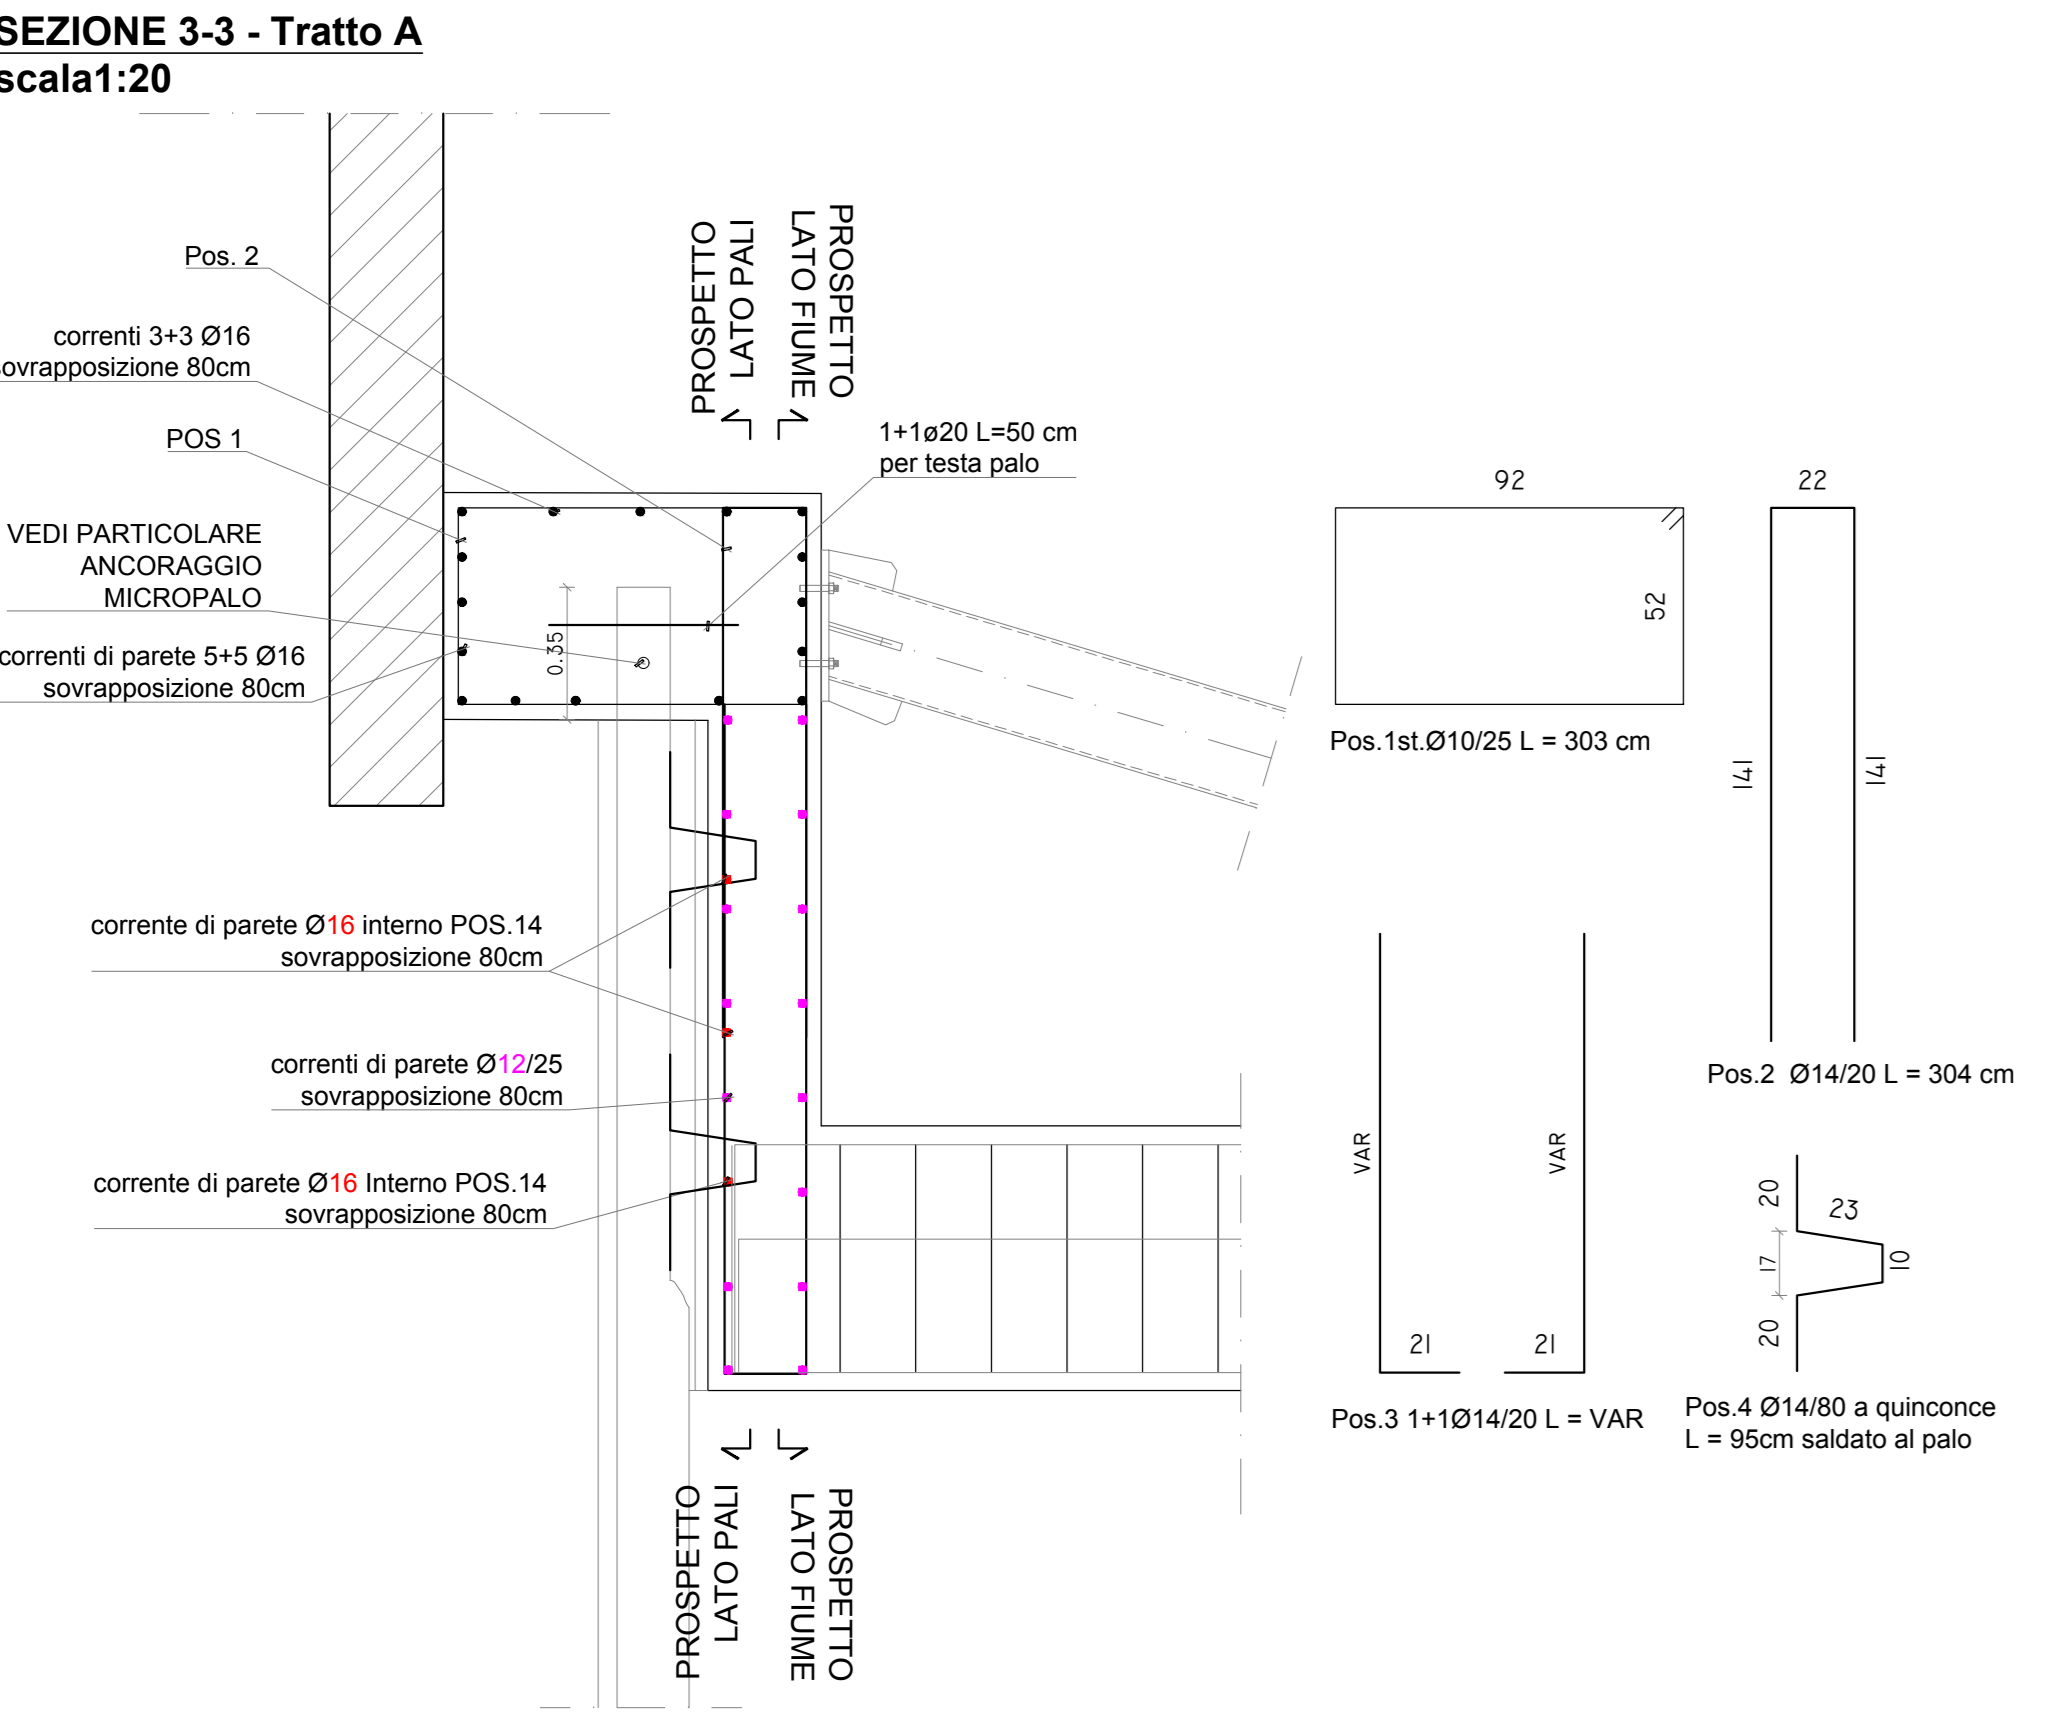 SEZIONE 3-3 - Tratto A
scala1:20
Pos. 2
correnti 3+3 Ø16
sovrapposizione 80cm
POS 1
VEDI PARTICOLARE
ANCORAGGIO
MICROPALO
correnti di parete 5+5 Ø16
sovrapposizione 80cm
PROSPETTO
LATO PALI
PROSPETTO
LATO FIUME
1+1ø20 L=50 cm
per testa palo
0.35
corrente di parete Ø16 interno POS.14
sovrapposizione 80cm
correnti di parete Ø12/25
sovrapposizione 80cm
corrente di parete Ø16 Interno POS.14
sovrapposizione 80cm
PROSPETTO
LATO PALI
PROSPETTO
LATO FIUME
92
52
Pos.1st.Ø10/25 L = 303 cm
22
141
141
Pos.2 Ø14/20 L = 304 cm
VAR
VAR
21
21
Pos.3 1+1Ø14/20 L = VAR
20
23
17
10
20
Pos.4 Ø14/80 a quinconce
L = 95cm saldato al palo